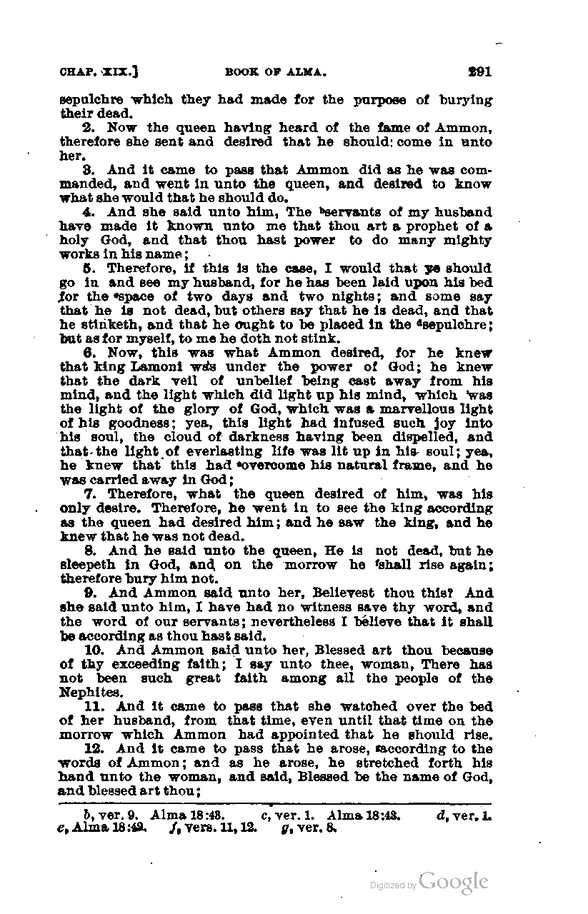 CHAP. XIX.] BOOK OF ALMA. 291
sepulchre which they had made for the purpose of burying
their dead.
2. Now the queen having heard of the fame of Ammon,
therefore she sent and desired that he should come in unto
her.
3. And it came to pass that Ammon did as he was com-
manded, and went in unto the queen, and desired to know
what she would that he should do.
4. And she said unto him, The ᵇservants of my husband
have made it known unto me that thou art a prophet of a
holy God, and that thou hast power to do many mighty
works in his name;
5. Therefore, if this is the case, I would that ye should
go in and see my husband, for he has been laid upon his bed
for the ᶜspace of two days and two nights; and some say
that he is not dead, but others say that he is dead, and that
he stinketh, and that he ought to be placed in the ᵈsepulchre;
but as for myself, to me he doth not stink.
6. Now, this was what Ammon desired, for he knew
that king Lamoni was under the power of God; he knew
that the dark veil of unbelief being cast away from his
mind, and the light which did light up his mind, which was
the light of the glory of God, which was a marvellous light
of his goodness; yea, this light had infused such joy into
his soul, the cloud of darkness having been dispelled, and
that the light of everlasting life was lit up in his soul; yea,
he knew that this had ᵉovercome his natural frame, and he
was carried away in God;
7. Therefore, what the queen desired of him, was his
only desire. Therefore, he went in to see the king according
as the queen had desired him; and he saw the king, and he
knew that he was not dead.
8. And he said unto the queen, He is not dead, but he
sleepeth in God, and on the morrow he ᶠshall rise again;
therefore bury him not.
9. And Ammon said unto her, Believest thou this? And
she said unto him, I have had no witness save thy word, and
the word of our servants; nevertheless I believe that it shall
be according as thou hast said.
10. And Ammon said unto her, Blessed art thou because
of thy exceeding faith; I say unto thee, woman, There has
not been such great faith among all the people of the
Nephites.
11. And it came to pass that she watched over the bed
of her husband, from that time, even until that time on the
morrow which Ammon had appointed that he should rise.
12. And it came to pass that he arose, ᵍaccording to the
words of Ammon; and as he arose, he stretched forth his
hand unto the woman, and said, Blessed be the name of God,
and blessed art thou;
b, ver. 9. Alma 18:43. c, ver. 1. Alma 18:43. d, ver. 1.
e, Alma 18:42. f, vers. 11, 12. g, ver. 8.
Digitized by Google